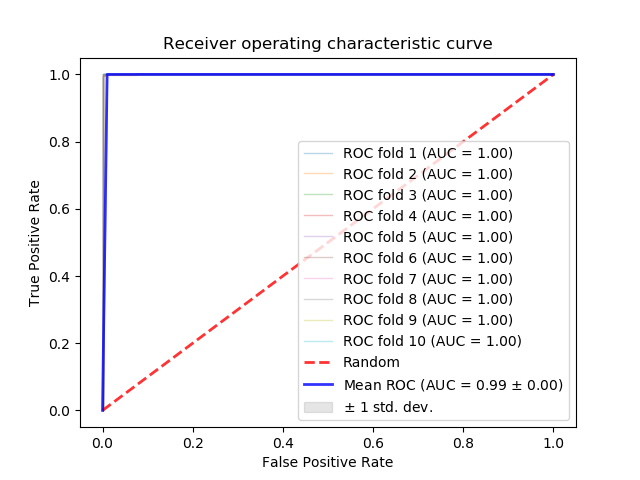 Receiver operating characteristic curve
True Positive Rate
1.0
0.8
0.6
0.4
0.2
0.0
ROC fold 1 (AUC = 1.00)
ROC fold 2 (AUC = 1.00)
ROC fold 3 (AUC = 1.00)
ROC fold 4 (AUC = 1.00)
ROC fold 5 (AUC = 1.00)
ROC fold 6 (AUC = 1.00)
ROC fold 7 (AUC = 1.00)
ROC fold 8 (AUC = 1.00)
ROC fold 9 (AUC = 1.00)
ROC fold 10 (AUC = 1.00)
Random
Mean ROC (AUC = 0.99 ± 0.00)
± 1 std. dev.
0.0 0.2 0.4 0.6 0.8 1.0
False Positive Rate